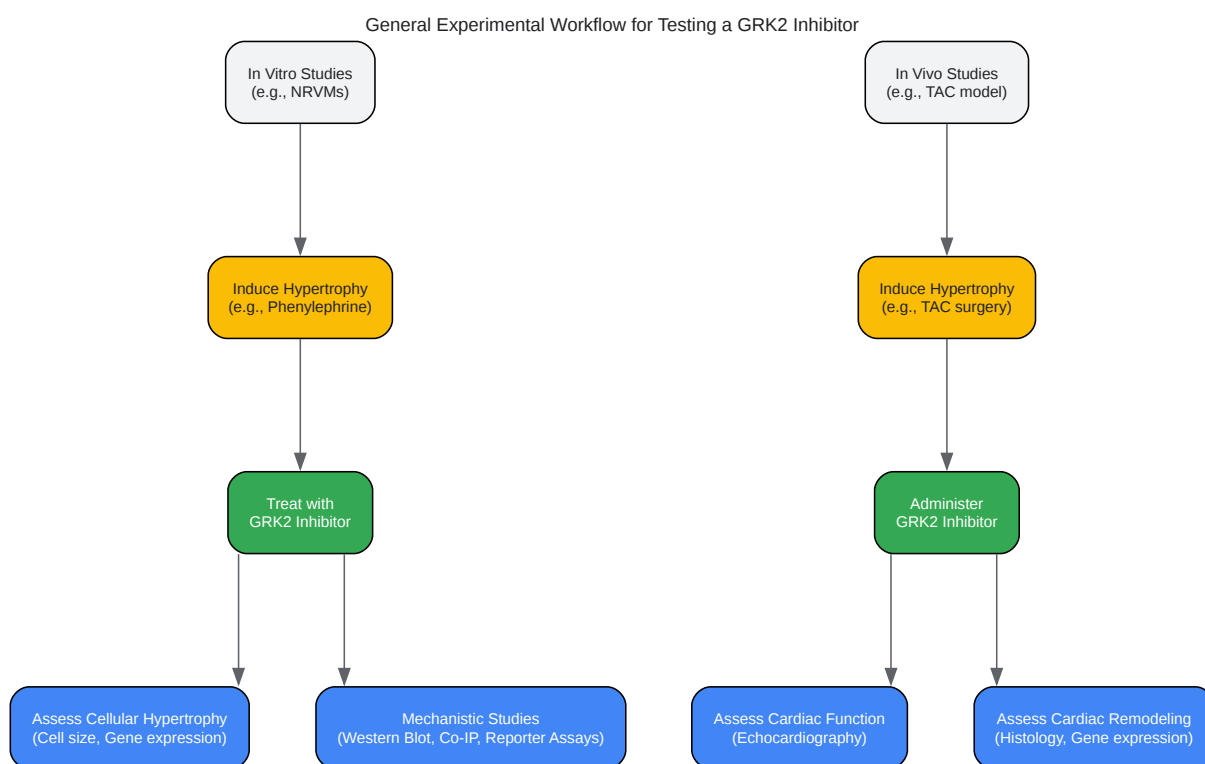 General Experimental Workflow for Testing a GRK2 Inhibitor
In Vitro Studies
(e.g., NRVMs)
In Vivo Studies
(e.g., TAC model)
Induce Hypertrophy
(e.g., Phenylephrine)
Induce Hypertrophy
(e.g., TAC surgery)
Treat with
GRK2 Inhibitor
Administer
GRK2 Inhibitor
Assess Cellular Hypertrophy
(Cell size, Gene expression)
Mechanistic Studies
(Western Blot, Co-IP, Reporter Assays)
Assess Cardiac Function
(Echocardiography)
Assess Cardiac Remodeling
(Histology, Gene expression)